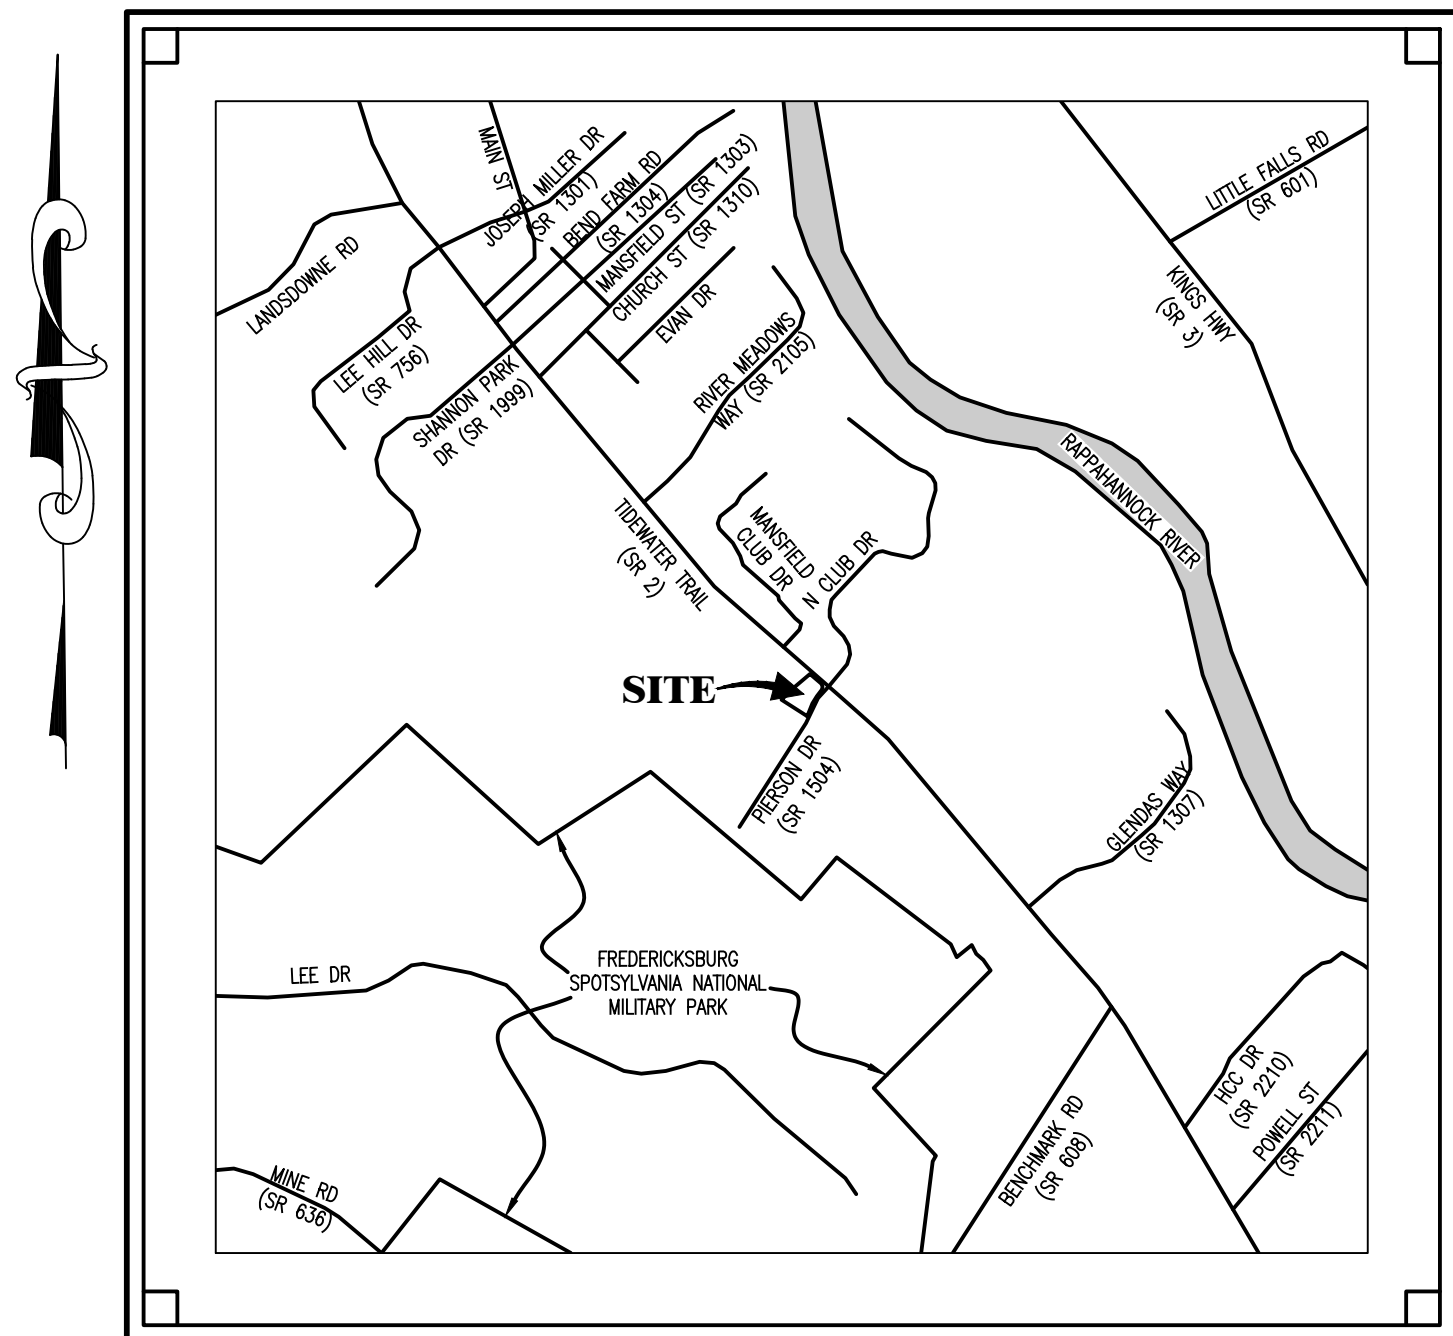 MAIN ST
JOSEPH MILLER DR
(SR 1301)
BEND FARM RD
(SR 1304)
MANSFIELD ST (SR 1303)
CHURCH ST (SR 1310)
EVAN DR
LITTLE FALLS RD
(SR 601)
KINGS HWY
(SR 3)
LANDSDOWNE RD
LEE HILL DR
(SR 756)
SHANNON PARK
DR (SR 1999)
RIVER MEADOWS
WAY (SR 2105)
RAPPAHANNOCK RIVER
TIDEWATER TRAIL
(SR 2)
MANSFIELD
CLUB DR
N CLUB DR
SITE
PIERSON DR
(SR 1504)
GLENDAS WAY
(SR 1307)
FREDERICKSBURG
SPOTSYLVANIA NATIONAL
MILITARY PARK
LEE DR
MINE RD
(SR 636)
BENCHMARK RD
(SR 608)
HCC DR
(SR 2210)
POWELL ST
(SR 2211)